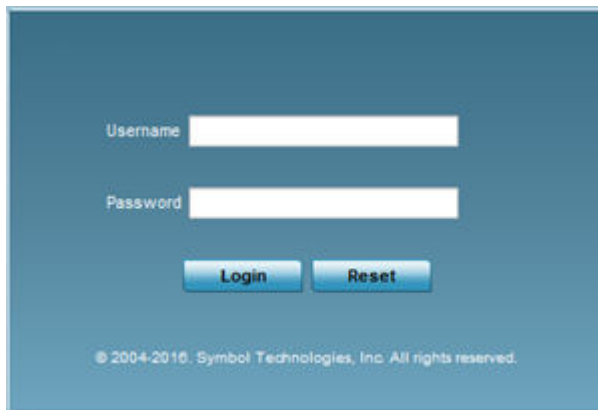 Username
Password
Login Reset
© 2004-2016. Symbol Technologies, Inc. All rights reserved.